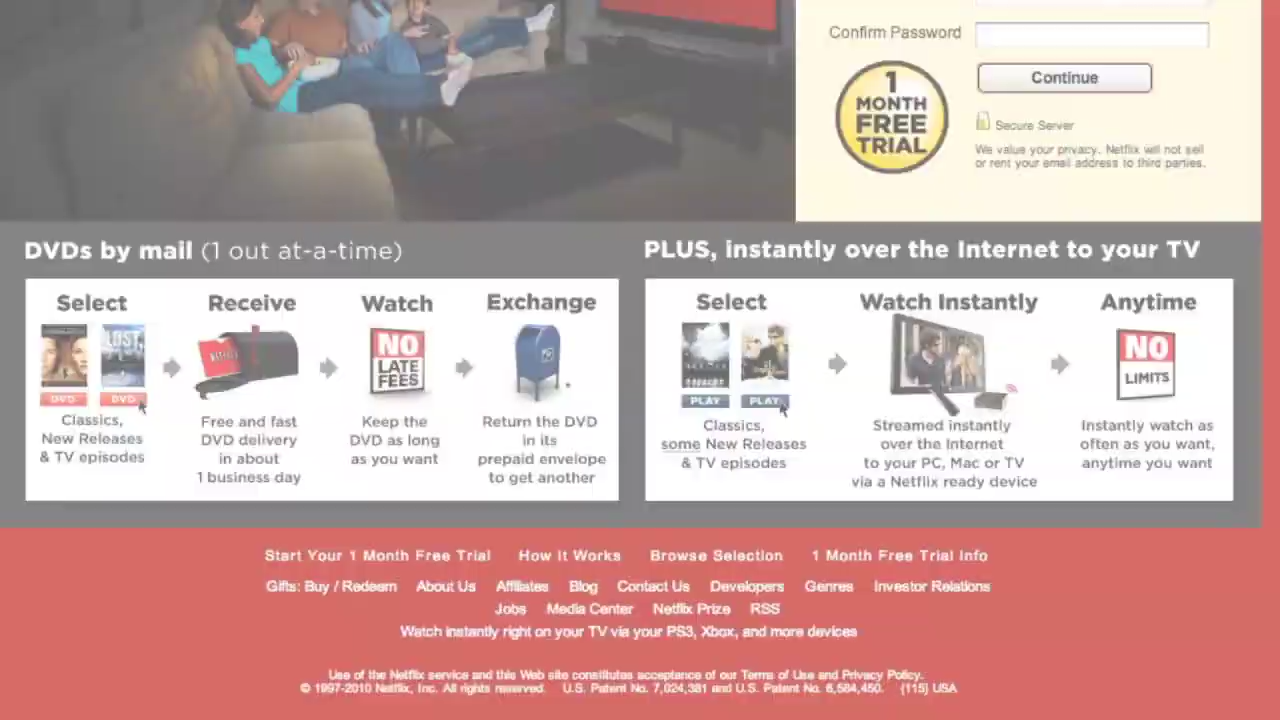 Confirm Password
Continue
1
MONTH
FREE
TRIAL
Secure Server
We value your privacy. Netflix will not sell
or rent your email address to third parties.
DVDs by mail (1 out at-a-time)
Select
Receive
Watch
Exchange
LOST
NETFLIX
NO
LATE
FEES
DVD
DVD
Classics,
New Releases
& TV episodes
Free and fast
DVD delivery
in about
1 business day
Keep the
DVD as long
as you want
Return the DVD
in its
prepaid envelope
to get another
PLUS, instantly over the Internet to your TV
Select
Watch Instantly
Anytime
NO
LIMITS
PLAY
PLAY
Classics,
some New Releases
& TV episodes
Streamed instantly
over the Internet
to your PC, Mac or TV
via a Netflix ready device
Instantly watch as
often as you want,
anytime you want
Start Your 1 Month Free Trial How It Works Browse Selection 1 Month Free Trial Info
Gifts: Buy / Redeem About Us Affiliates Blog Contact Us Developers Genres Investor Relations
Jobs Media Center Netflix Prize RSS
Watch instantly right on your TV via your PS3, Xbox, and more devices
Use of the Netflix service and this Web site constitutes acceptance of our Terms of Use and Privacy Policy.
© 1997-2010 Netflix, Inc. All rights reserved. U.S. Patent No. 7,024,381 and U.S. Patent No. 6,584,450. (115) USA